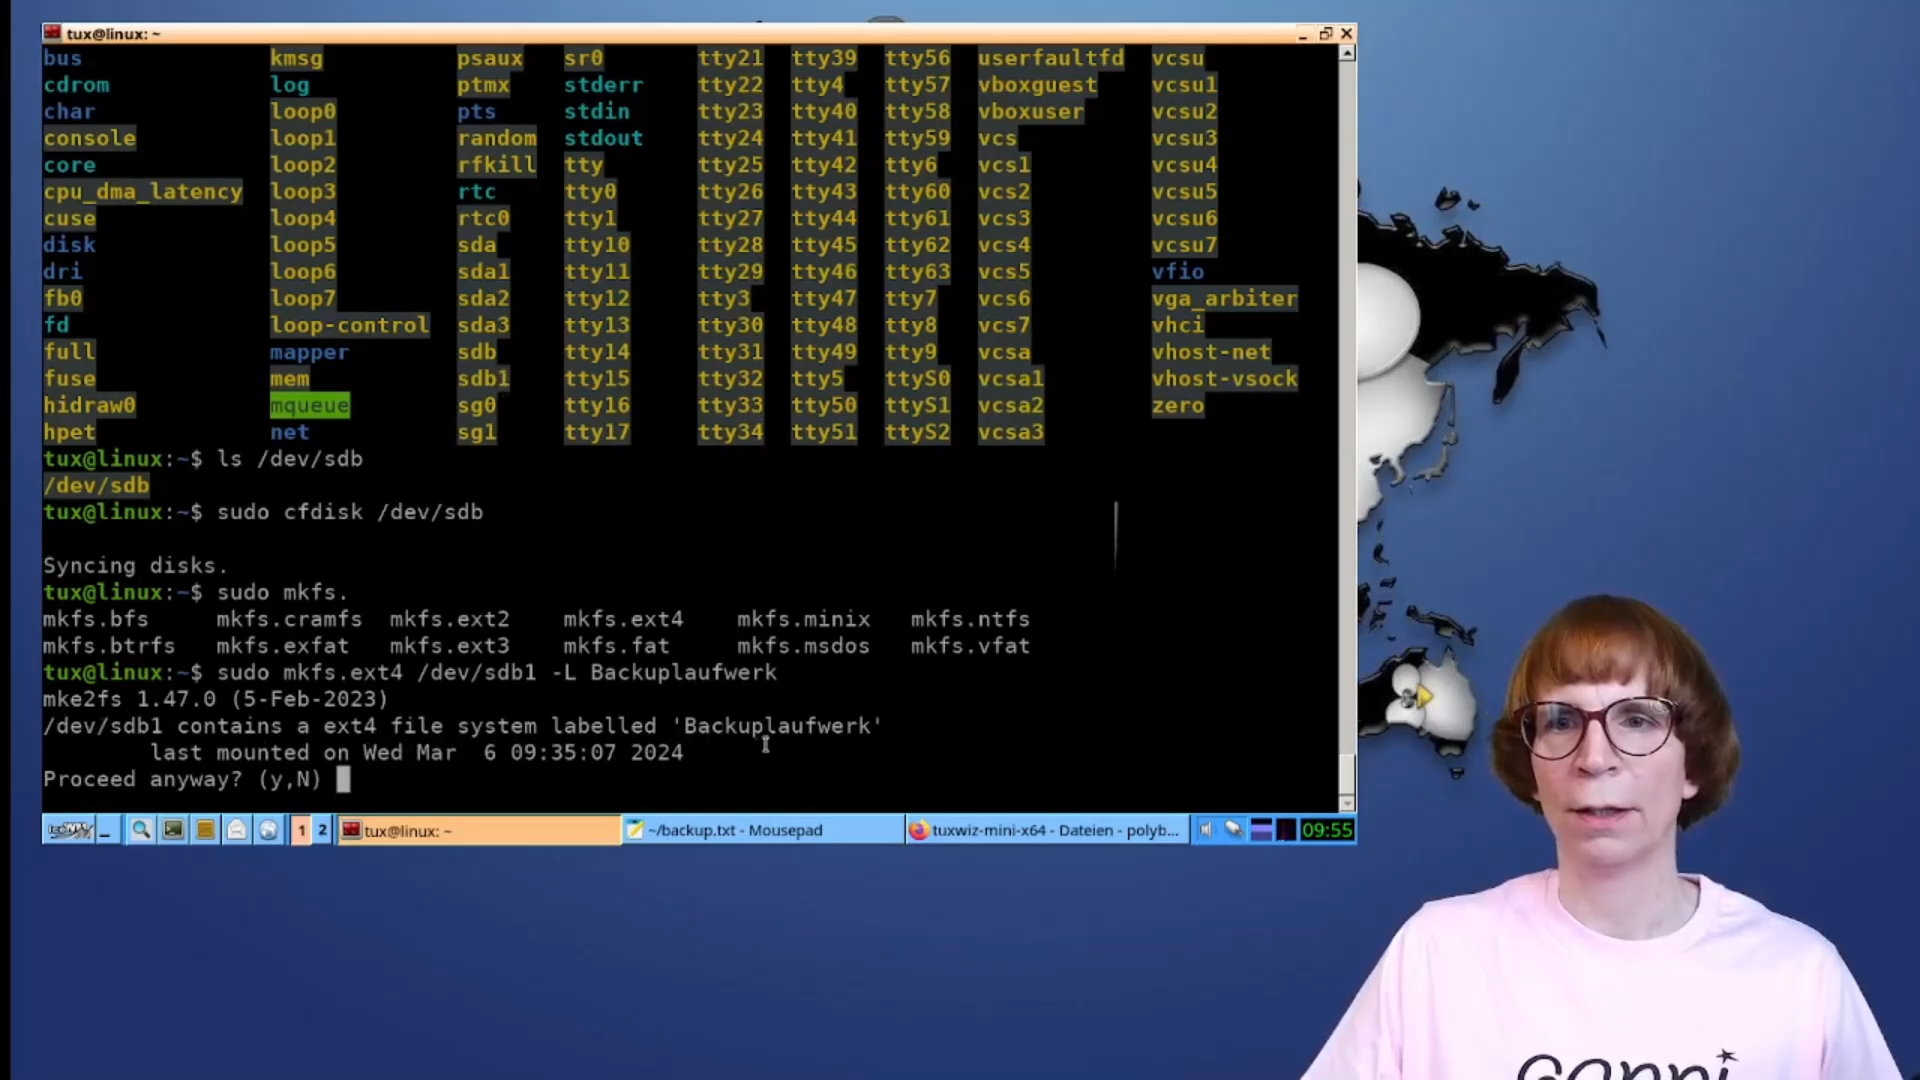 tux@linux: ~
bus kmsg psaux sr0 tty21 tty39 tty56 userfaultfd vcsu
cdrom log ptmx stderr tty22 tty4 tty57 vboxguest vcsu1
char loop0 pts stdin tty23 tty40 tty58 vboxuser vcsu2
console loop1 random stdout tty24 tty41 tty59 vcs vcsu3
core loop2 rfkill tty tty25 tty42 tty6 vcs1 vcsu4
cpu_dma_latency loop3 rtc tty0 tty26 tty43 tty60 vcs2 vcsu5
cuse loop4 rtc0 tty1 tty27 tty44 tty61 vcs3 vcsu6
disk loop5 sda tty10 tty28 tty45 tty62 vcs4 vcsu7
dri loop6 sda1 tty11 tty29 tty46 tty63 vcs5 vfio
fb0 loop7 sda2 tty12 tty3 tty47 tty7 vcs6 vga_arbiter
fd loop-control sda3 tty13 tty30 tty48 tty8 vcs7 vhci
full mapper sdb tty14 tty31 tty49 tty9 vcsa vhost-net
fuse mem sdb1 tty15 tty32 tty5 ttyS0 vcsa1 vhost-vsock
hidraw0 mqueue sg0 tty16 tty33 tty50 ttyS1 vcsa2 zero
hpet net sg1 tty17 tty34 tty51 ttyS2 vcsa3
tux@linux:~$ ls /dev/sdb
/dev/sdb
tux@linux:~$ sudo cfdisk /dev/sdb
Syncing disks.
tux@linux:~$ sudo mkfs.
mkfs.bfs mkfs.cramfs mkfs.ext2 mkfs.ext4 mkfs.minix mkfs.ntfs
mkfs.btrfs mkfs.exfat mkfs.ext3 mkfs.fat mkfs.msdos mkfs.vfat
tux@linux:~$ sudo mkfs.ext4 /dev/sdb1 -L Backuplaufwerk
mke2fs 1.47.0 (5-Feb-2023)
/dev/sdb1 contains a ext4 file system labelled 'Backuplaufwerk'
last mounted on Wed Mar 6 09:35:07 2024
Proceed anyway? (y,N)
1 2 tux@linux: ~ ~/backup.txt - Mousepad tuxwiz-mini-x64 - Dateien - polyb... 09:55